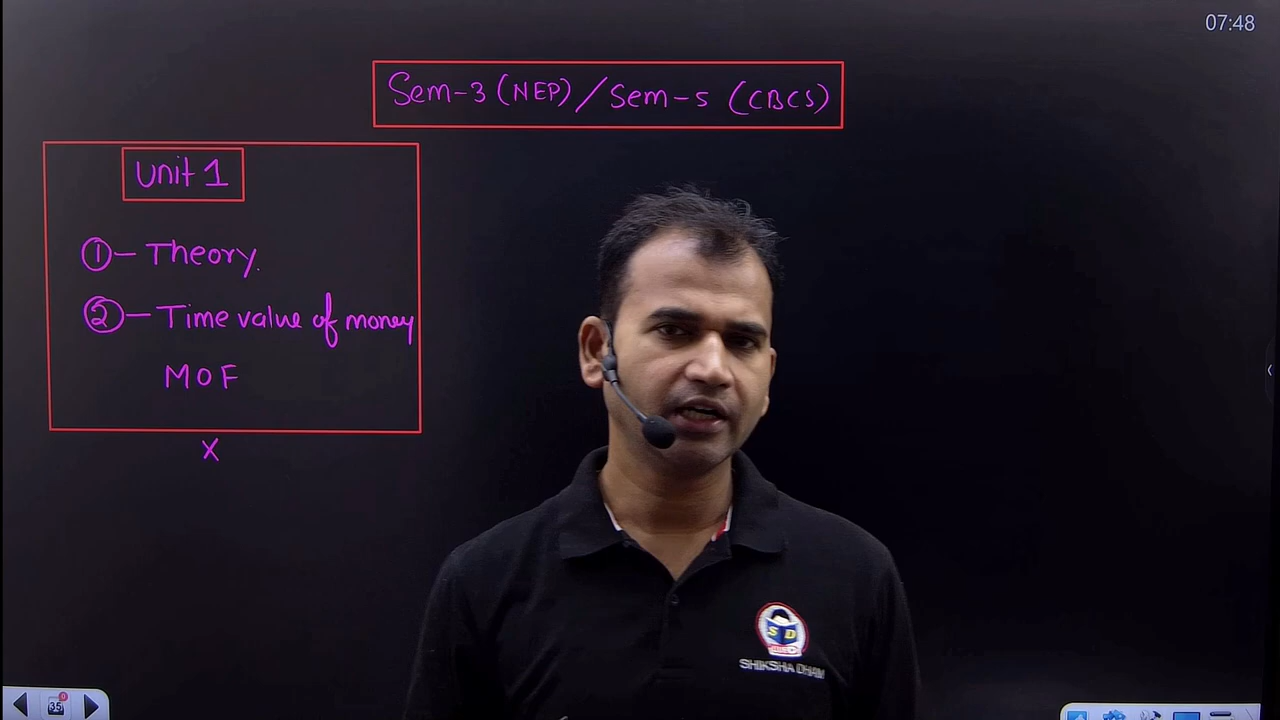 07:48
Sem-3 (NEP) / Sem-5 (CBCS)
Unit 1
① - Theory.
② - Time value of money
MOF
X
S D
SHIKSHA DHAM
35
0